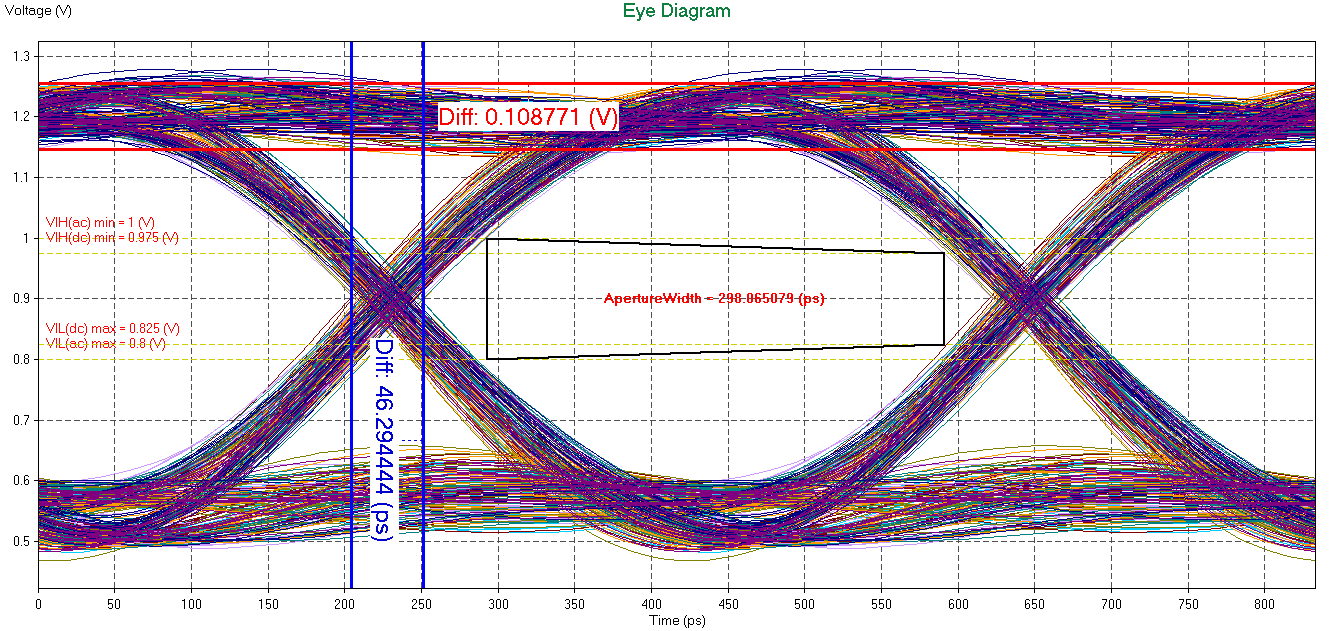 Voltage (V)
Eye Diagram
1.3
1.2
1.1
1
0.9
0.8
0.7
0.6
0.5
Diff: 0.108771 (V)
VIH(ac) min = 1 (V)
VIH(dc) min = 0.975 (V)
ApertureWidth = 298.065079 (ps)
VIL(dc) max = 0.825 (V)
VIL(ac) max = 0.8 (V)
Diff: 46.294444 (ps)
0 50 100 150 200 250 300 350 400 450 500 550 600 650 700 750 800
Time (ps)